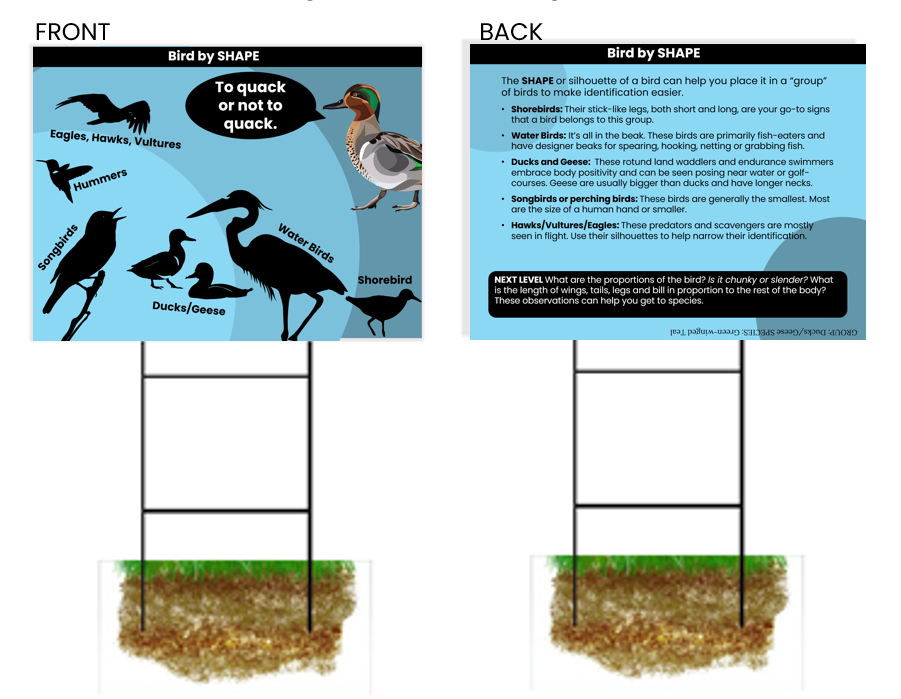 FRONT
Bird by SHAPE
To quack
or not to
quack.
Eagles, Hawks, Vultures
Hummers
Songbirds
Water Birds
Ducks/Geese
Shorebird
BACK
Bird by SHAPE
The SHAPE or silhouette of a bird can help you place it in a “group”
of birds to make identification easier.
• Shorebirds: Their stick-like legs, both short and long, are your go-to signs
that a bird belongs to this group.
• Water Birds: It's all in the beak. These birds are primarily fish-eaters and
have designer beaks for spearing, hooking, netting or grabbing fish.
• Ducks and Geese: These rotund land waddlers and endurance swimmers
embrace body positivity and can be seen posing near water or golf-
courses. Geese are usually bigger than ducks and have longer necks.
• Songbirds or perching birds: These birds are generally the smallest. Most
are the size of a human hand or smaller.
• Hawks/Vultures/Eagles: These predators and scavengers are mostly
seen in flight. Use their silhouettes to help narrow their identification.
NEXT LEVEL What are the proportions of the bird? Is it chunky or slender? What
is the length of wings, tails, legs and bill in proportion to the rest of the body?
These observations can help you get to species.
GROUP: Ducks/Geese SPECIES: Green-winged Teal